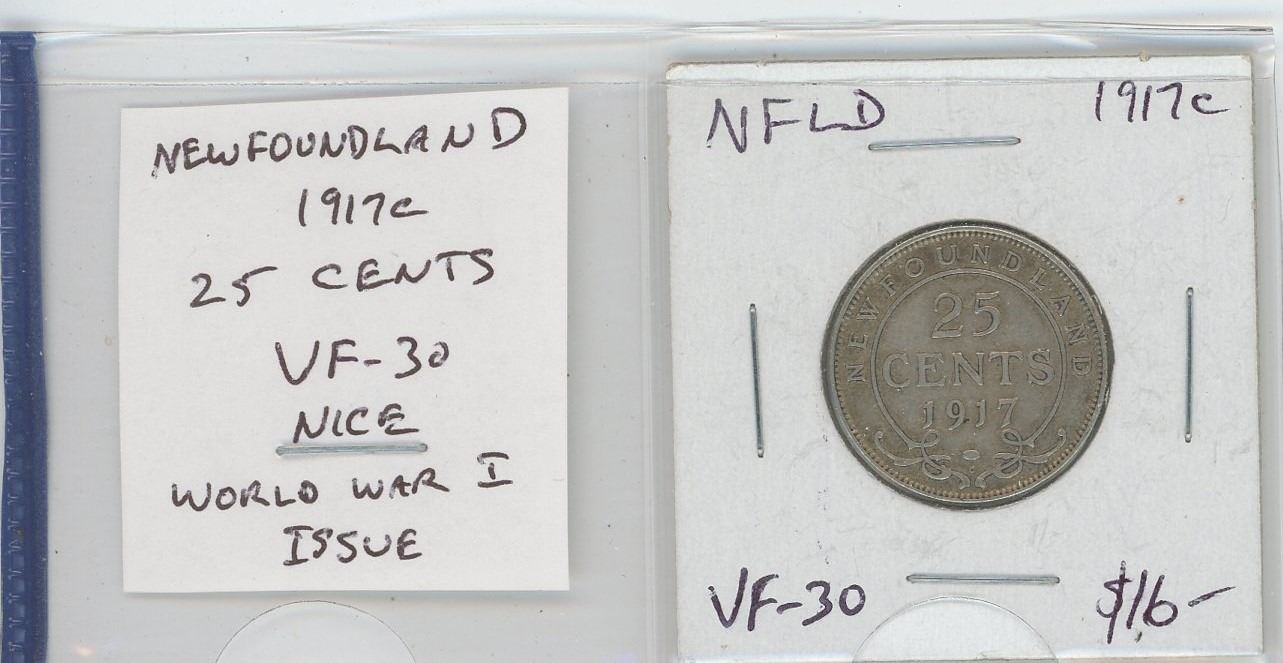 NEWFOUNDLAND
1917c
25 CENTS
VF-30
NICE
WORLD WAR I
ISSUE
NFLD 1917c
NEWFOUNDLAND
25
CENTS
1917
C
VF-30 $16-